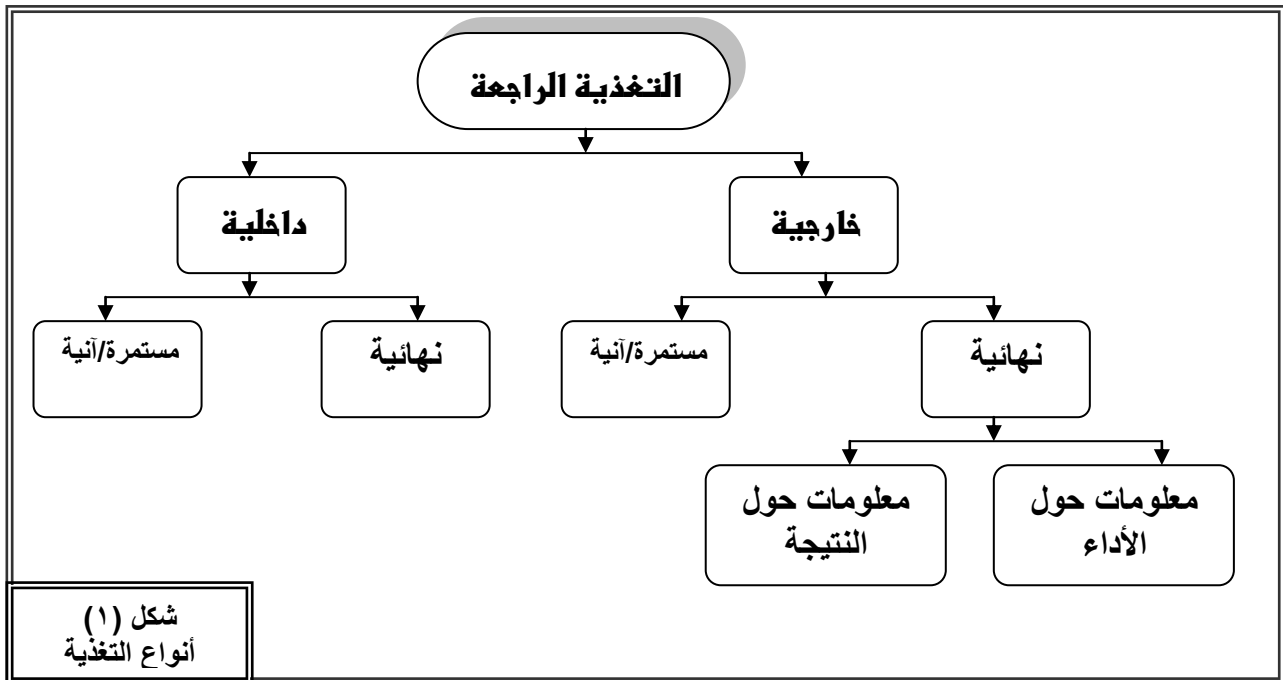 التغذية الراجعة
خارجية
داخلية
نهائية
مستمرة/آنية
نهائية
مستمرة/آنية
معلومات حول
الأداء
معلومات حول
النتيجة
شكل (١)
أنواع التغذية